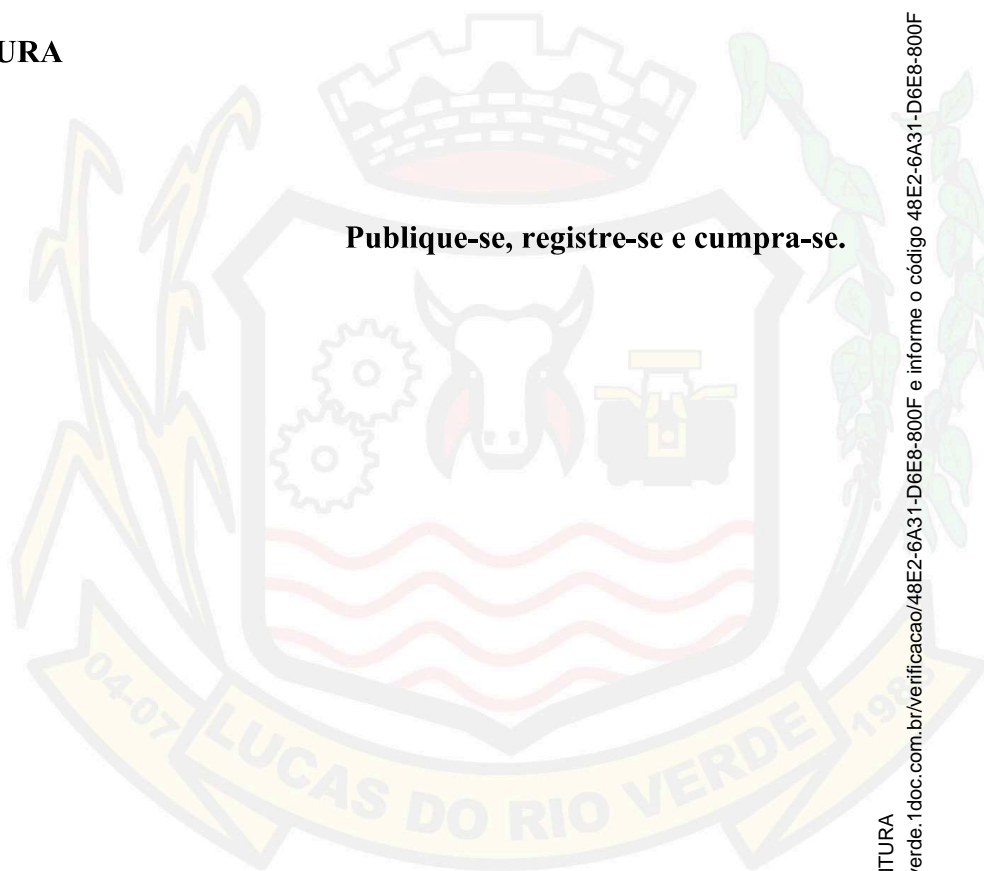 URA
Publique-se, registre-se e cumpra-se.
04-07
LUCAS DO RIO VERDE
ITURA
verde.1doc.com.br/verificacao/48E2-6A31-D6E8-800F e informe o código 48E2-6A31-D6E8-800F